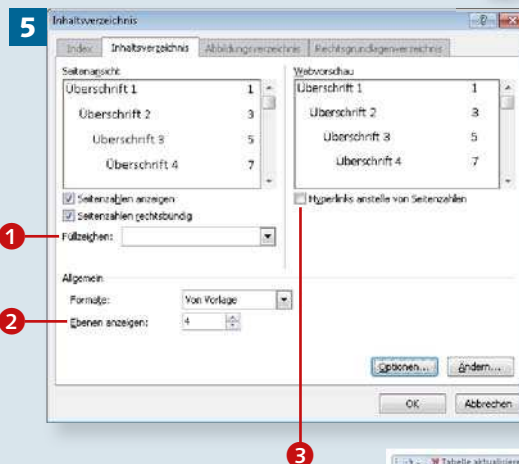 5
Inhaltsverzeichnis
Index Inhaltsverzeichnis Abbildungsverzeichnis Rechtsgrundlagenverzeichnis
Seitenansicht
Überschrift 1 1
Überschrift 2 3
Überschrift 3 5
Überschrift 4 7
Webvorschau
Überschrift 1 1
Überschrift 2 3
Überschrift 3 5
Überschrift 4 7
Seitenzahlen anzeigen
Seitenzahlen rechtsbündig
Hyperlinks anstelle von Seitenzahlen
1
Füllzeichen:
Allgemein
Formate: Von Vorlage
2
Ebenen anzeigen: 4
Optionen... Ändern...
OK Abbrechen
3
Tabelle aktualisieren